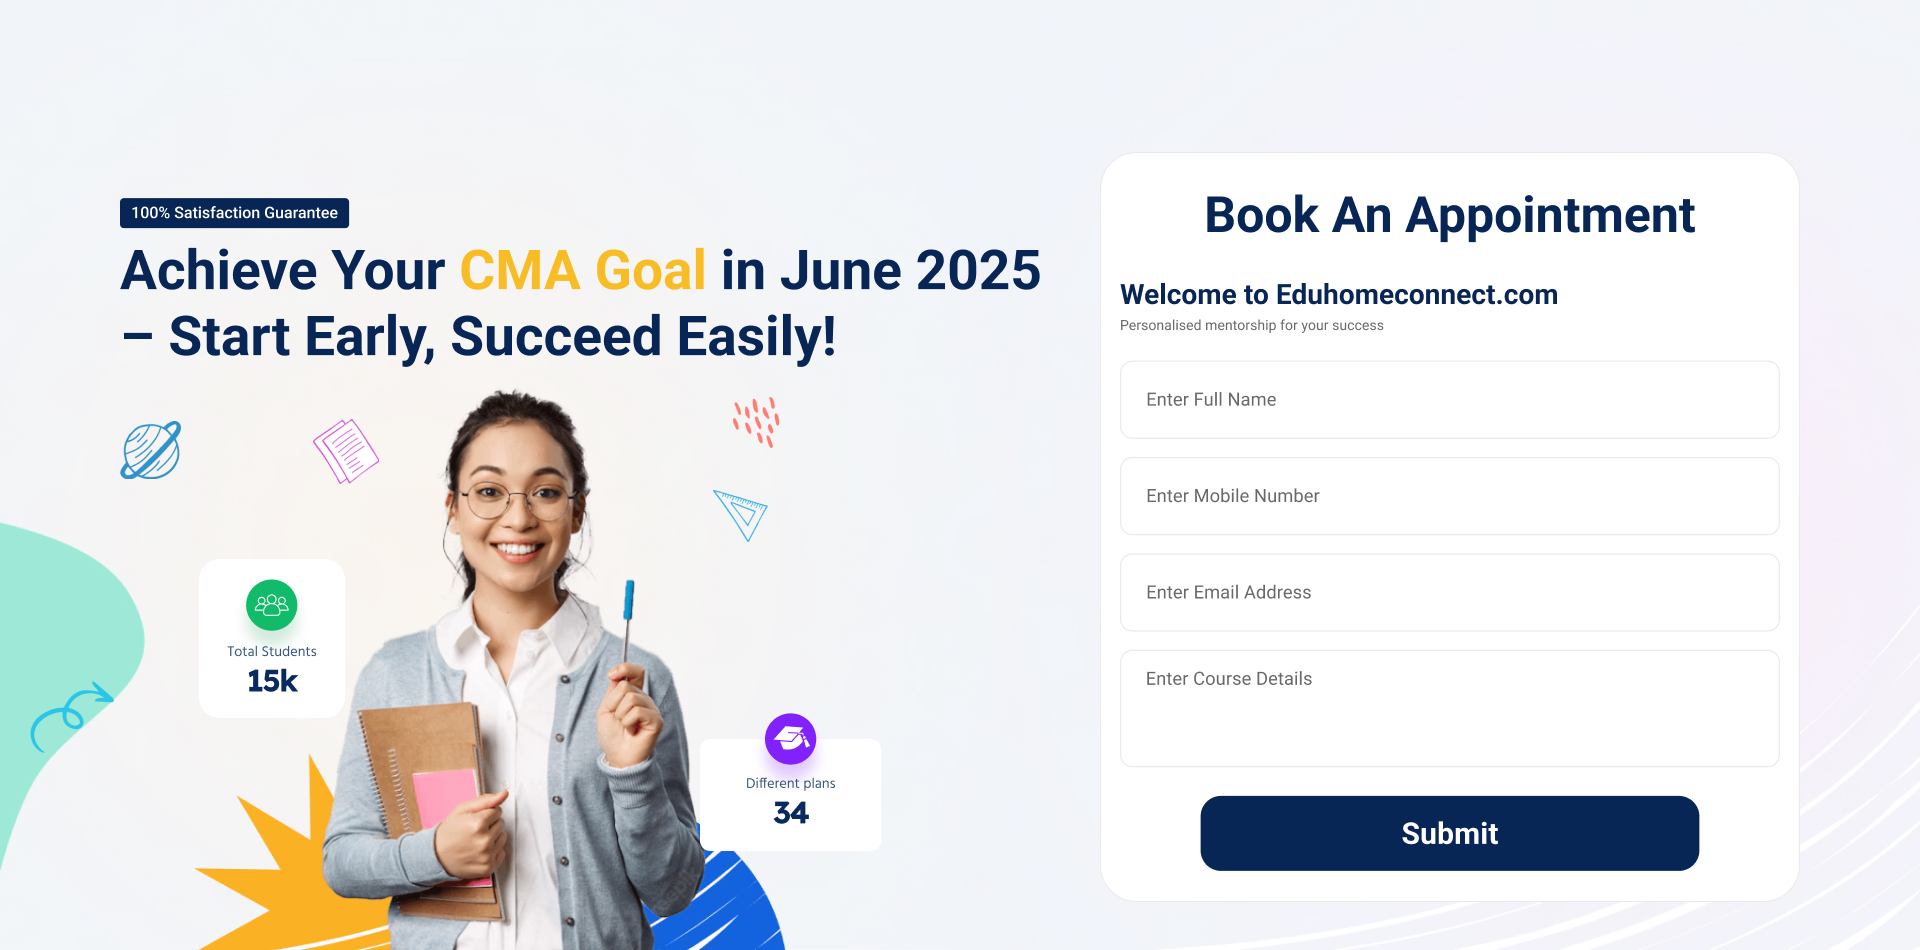 100% Satisfaction Guarantee
Achieve Your CMA Goal in June 2025
– Start Early, Succeed Easily!
Total Students
15k
Different plans
34
Book An Appointment
Welcome to Eduhomeconnect.com
Personalised mentorship for your success
Enter Full Name
Enter Mobile Number
Enter Email Address
Enter Course Details
Submit